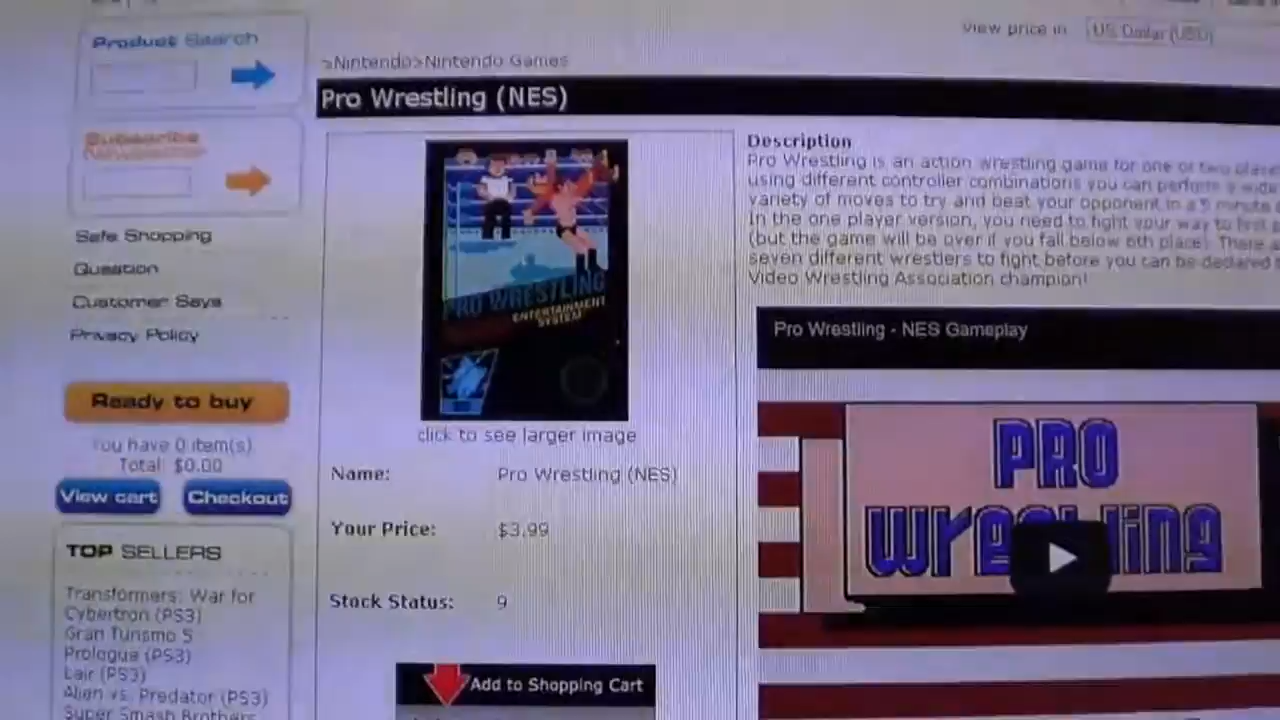 View price in US Dollar (USD)
Product Search
Subscribe
Newsletter
Safe Shopping
Question
Customer Says
Privacy Policy
Ready to buy
You have 0 item(s)
Total: $0.00
View cart Checkout
TOP SELLERS
Transformers: War for
Cybertron (PS3)
Gran Turismo 5
Prologue (PS3)
Lair (PS3)
Alien vs. Predator (PS3)
Super Smash Brothers
>Nintendo>Nintendo Games
Pro Wrestling (NES)
PRO WRESTLING
ENTERTAINMENT
SYSTEM
click to see larger image
Name: Pro Wrestling (NES)
Your Price: $3.99
Stock Status: 9
Add to Shopping Cart
Description
Pro Wrestling is an action wrestling game for one or two
using different controller combinations you can perform a wide
variety of moves to try and beat your opponent in a 5 minute
In the one player version, you need to fight your way to first
(but the game will be over if you fall below 6th place). There
seven different wrestlers to fight before you can be declared
Video Wrestling Association champion!
Pro Wrestling - NES Gameplay
PRO
wrestling